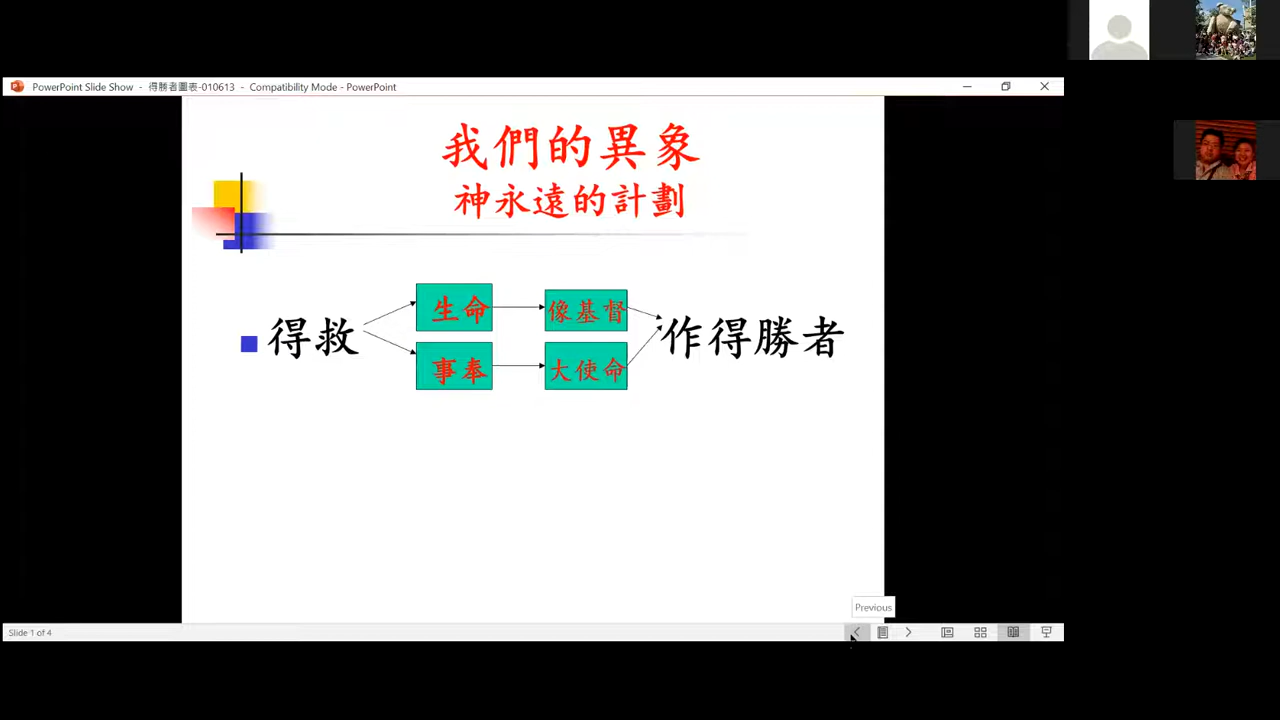 PowerPoint Slide Show - 得勝者圖表-010613 - Compatibility Mode - PowerPoint
我們的異象
神永遠的計劃
得救
生命
像基督
事奉
大使命
作得勝者
Previous
Slide 1 of 4